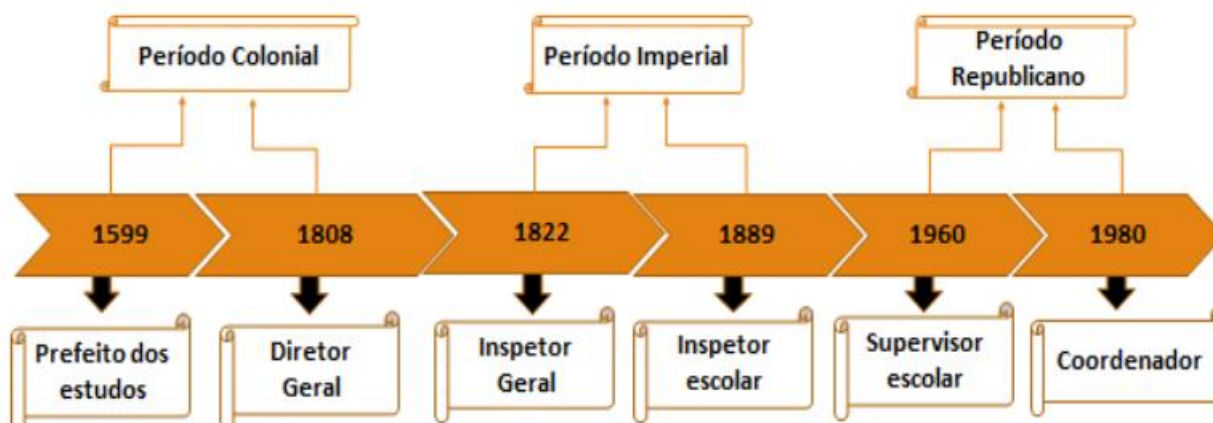 Período Colonial
Período Imperial
Período
Republicano
1599
1808
1822
1889
1960
1980
Prefeito dos
estudos
Diretor
Geral
Inspetor
Geral
Inspetor
escolar
Supervisor
escolar
Coordenador